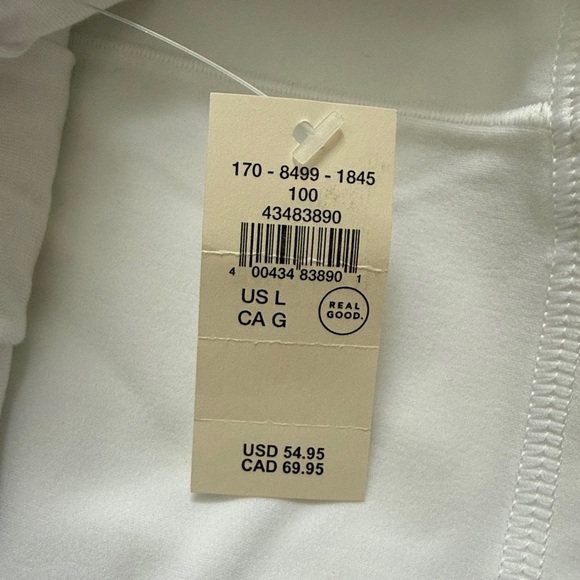 170 - 8499 - 1845
100
43483890
4 00434 83890 1
US L
CA G
REAL
GOOD.
USD 54.95
CAD 69.95